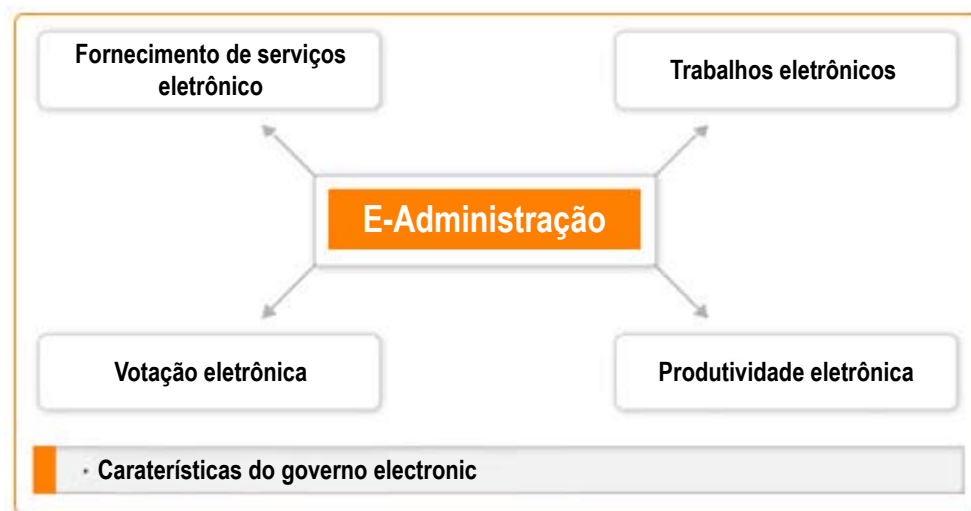 Fornecimento de serviços
eletrônico
Trabalhos eletrônicos
E-Administração
Votação eletrônica
Produtividade eletrônica
· Caraterísticas do governo electronic